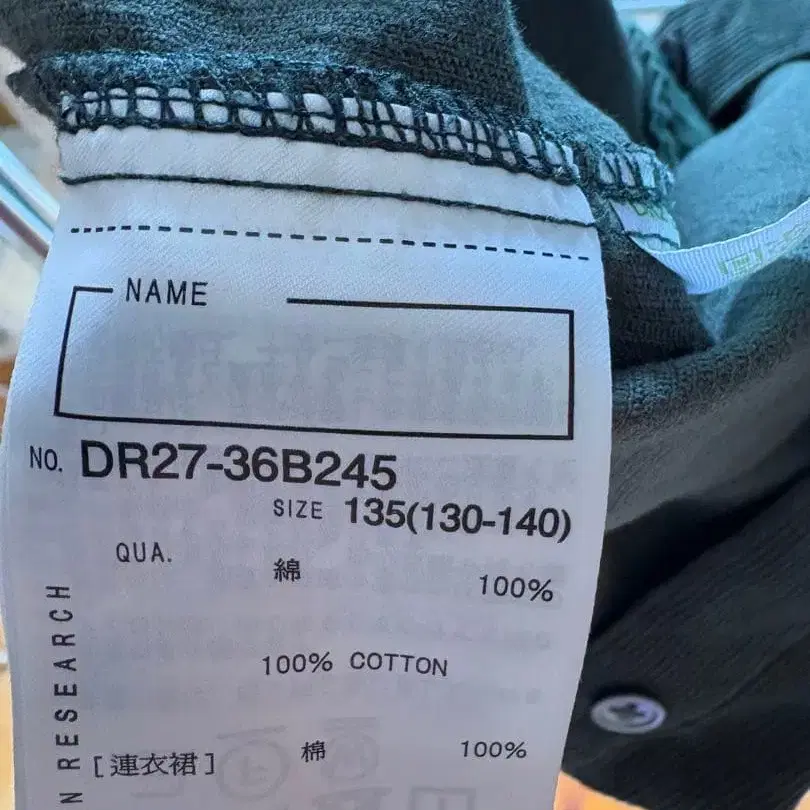 NAME
NO. DR27-36B245
SIZE 135(130-140)
QUA.
綿 100%
100% COTTON
[連衣裙] 棉 100%
N RESEARCH